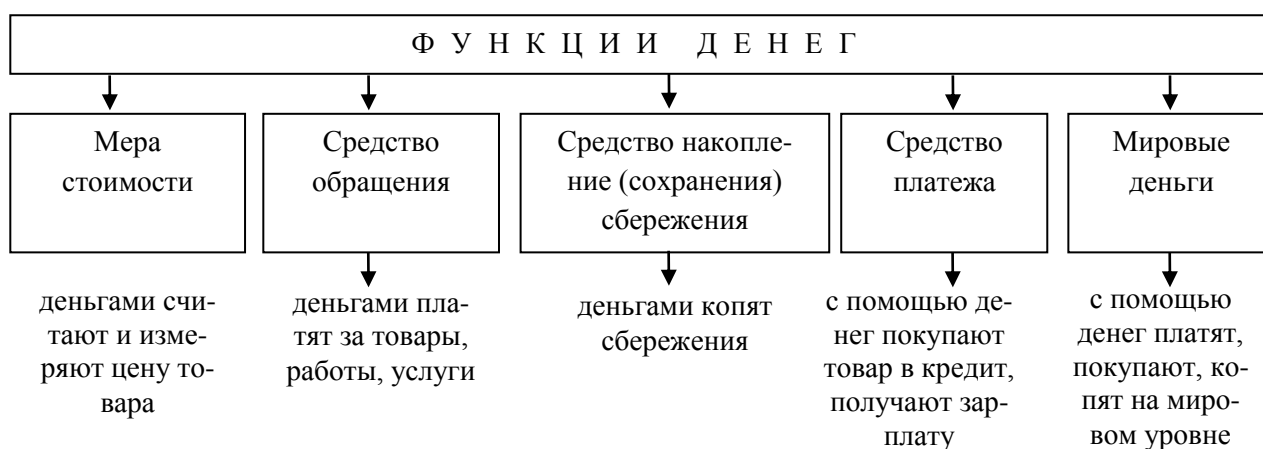 Ф У Н К Ц И И Д Е Н Е Г
Мера
стоимости
Средство
обращения
Средство накопле-
ние (сохранения)
сбережения
Средство
платежа
Мировые
деньги
деньгами счи-
тают и изме-
ряют цену то-
вара
деньгами пла-
тят за товары,
работы, услуги
деньгами копят
сбережения
с помощью де-
нег покупают
товар в кредит,
получают зар-
плату
с помощью
денег платят,
покупают, ко-
пят на миро-
вом уровне